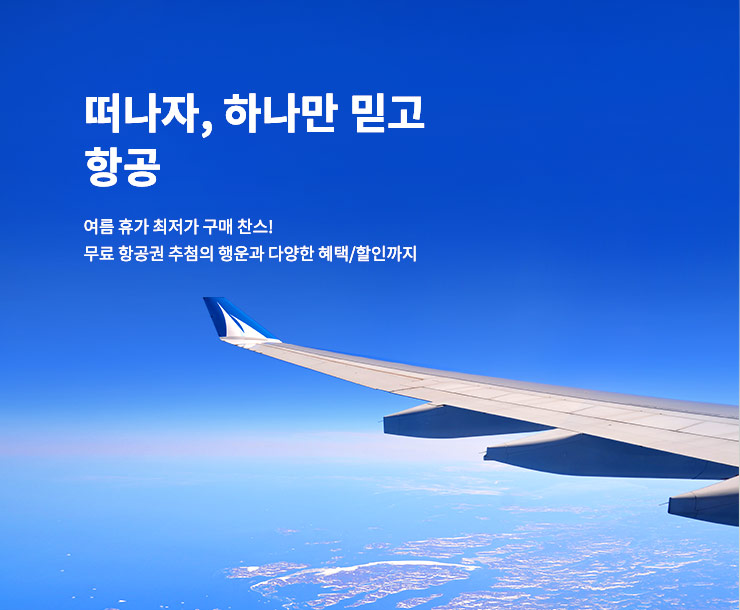 떠나자, 하나만 믿고
항공
여름 휴가 최저가 구매 찬스!
무료 항공권 추첨의 행운과 다양한 혜택/할인까지